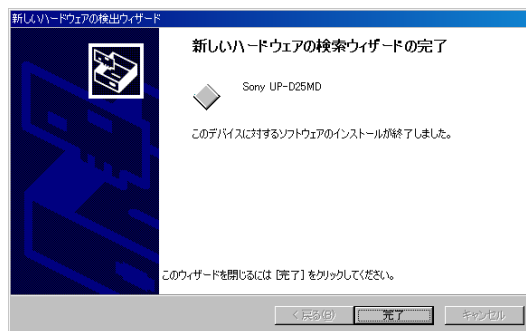 新しいハードウェアの検出ウィザード
新しいハードウェアの検索ウィザードの完了
Sony UP-D25MD
このデバイスに対するソフトウェアのインストールが終了しました。
このウィザードを閉じるには [完了] をクリックしてください。
< 戻る(B)
完了
キャンセル